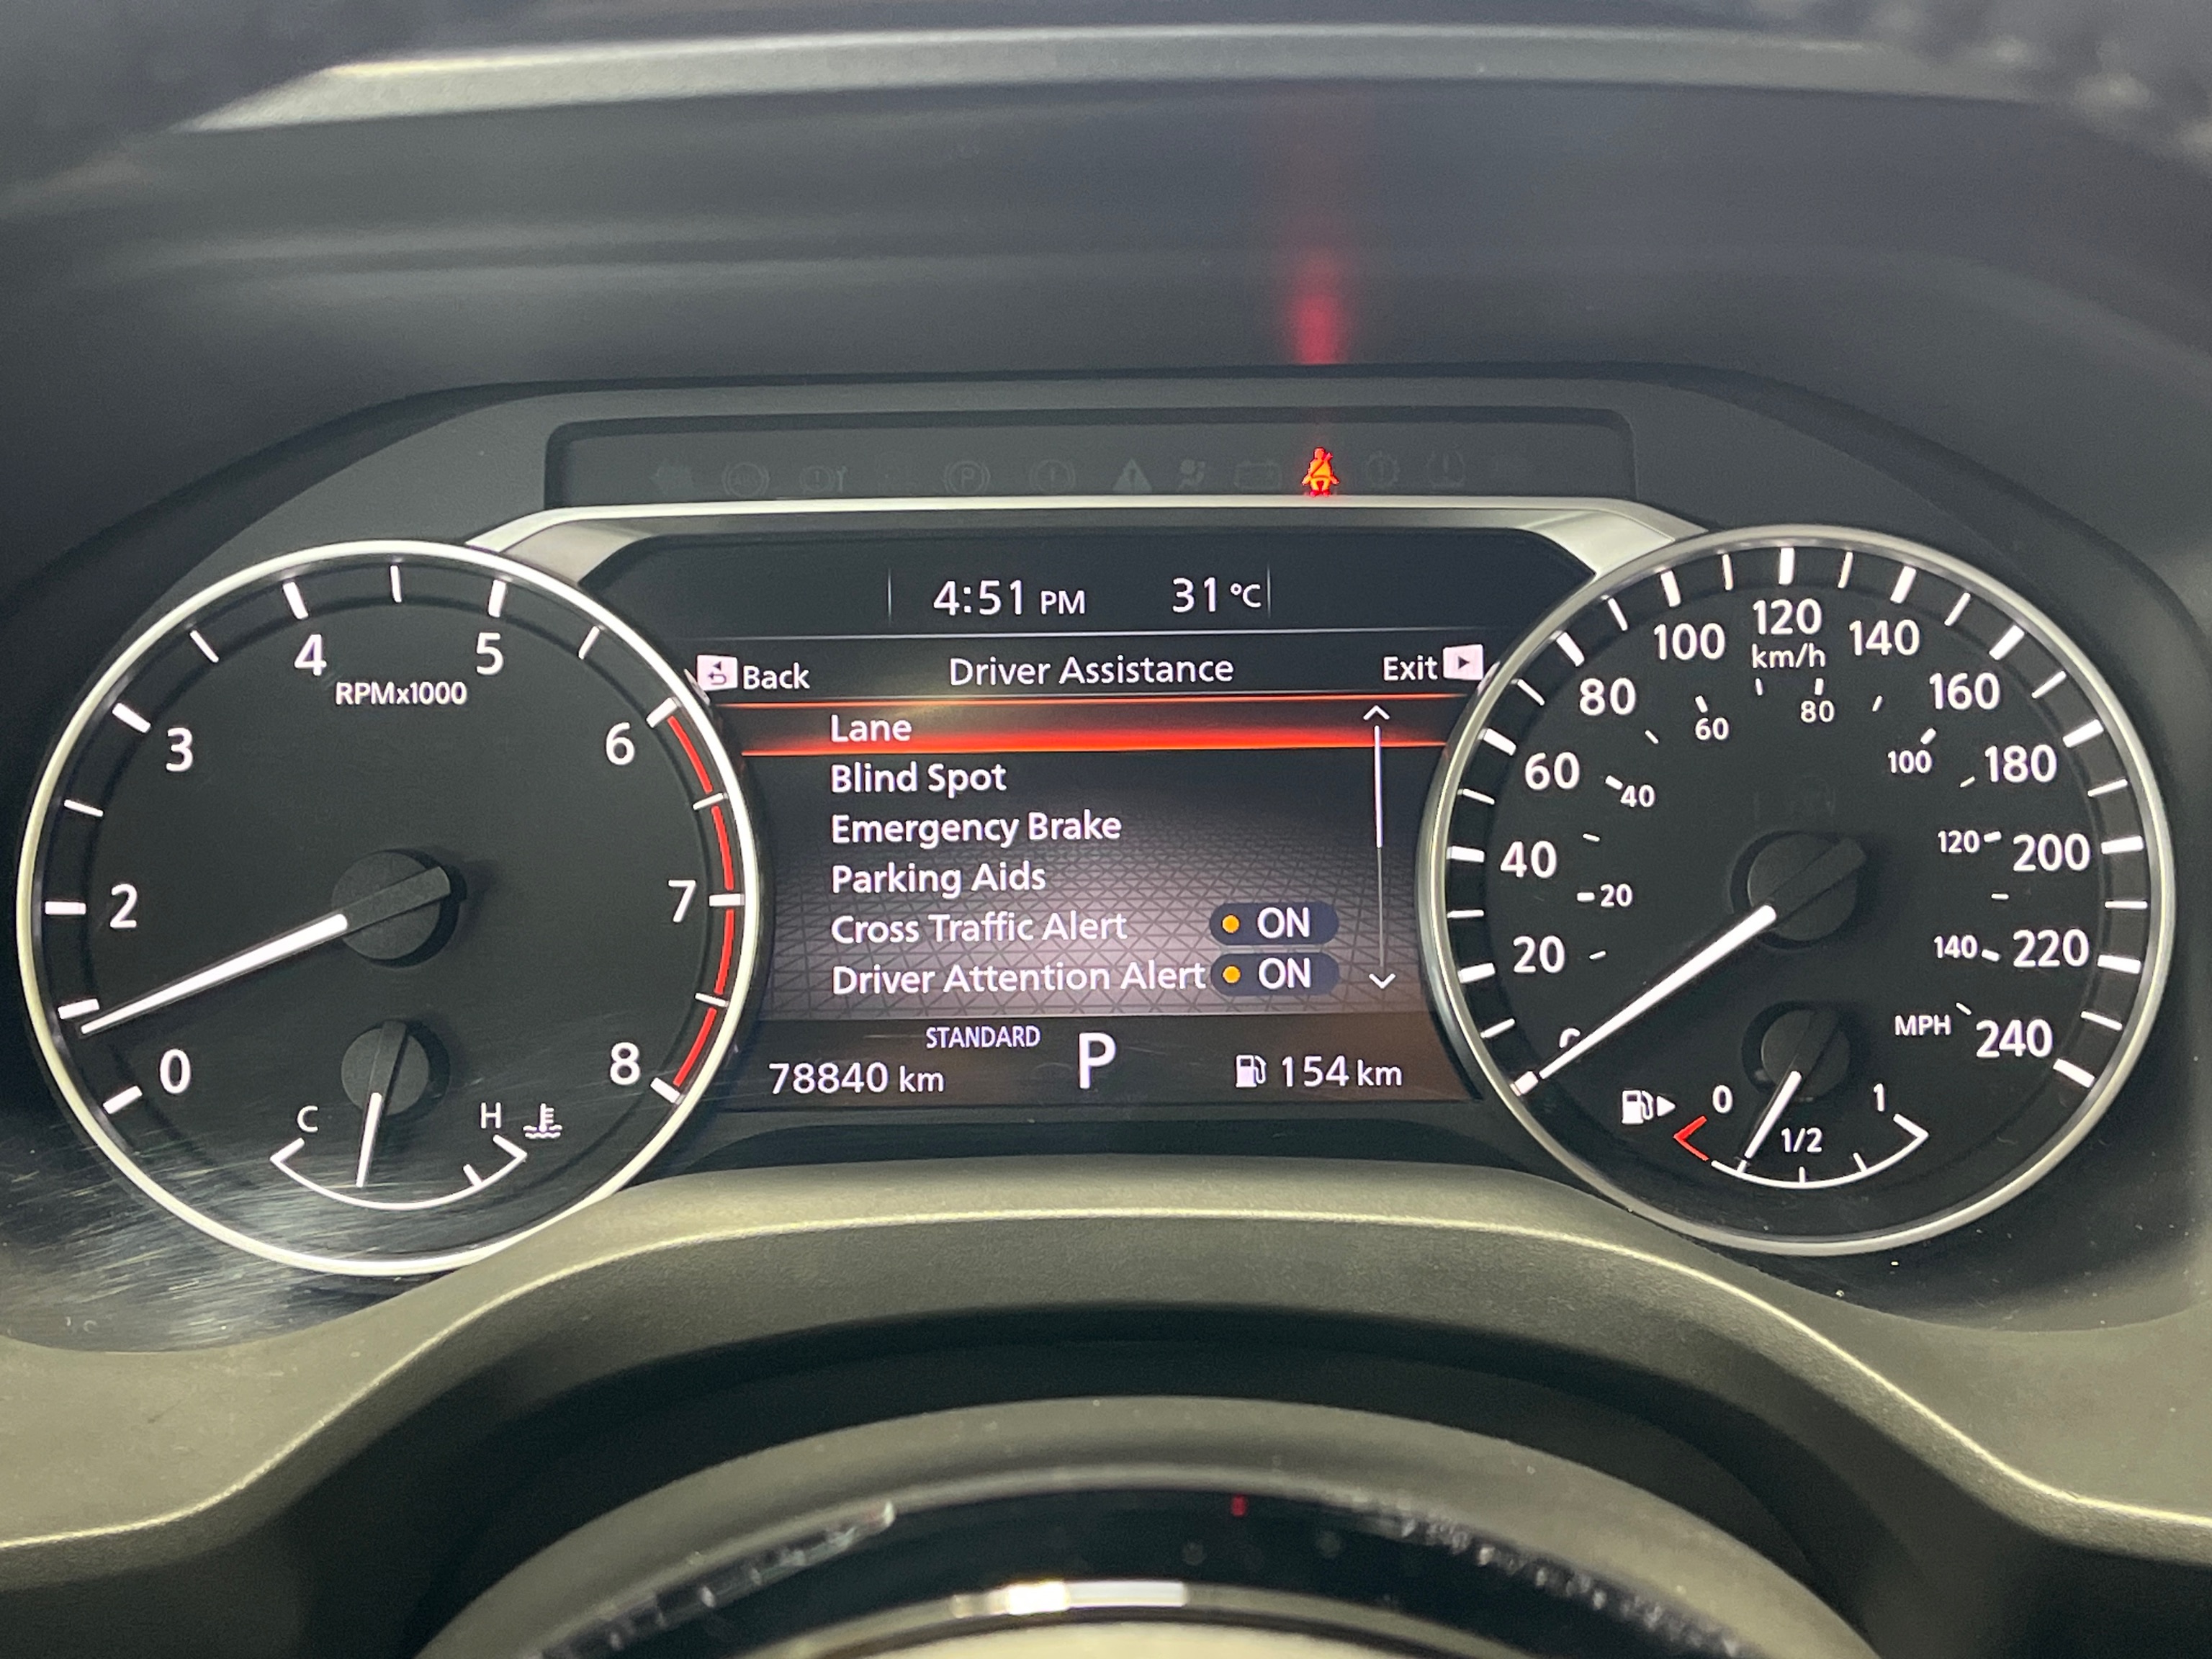 4:51 PM 31 °C
Back Driver Assistance Exit
Lane
Blind Spot
Emergency Brake
Parking Aids
Cross Traffic Alert ON
Driver Attention Alert ON
STANDARD
78840 km P 154 km
0
2
3
4
5
6
7
8
RPMx1000
C H
20
40
60
80
100
120
140
160
180
200
220
240
km/h
20
40
60
80
100
120
140
MPH
0 1/2 1